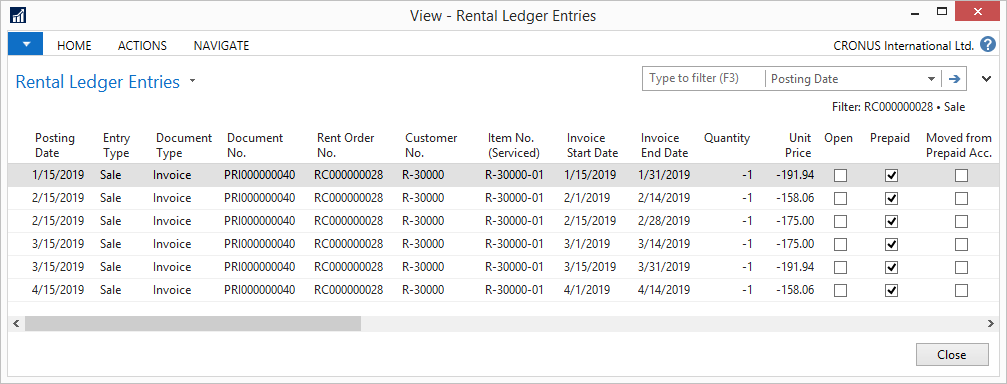 View - Rental Ledger Entries
HOME ACTIONS NAVIGATE CRONUS International Ltd. ?
Rental Ledger Entries Type to filter (F3) Posting Date
Filter: RC000000028 • Sale
Posting Entry Document Document Rent Order Customer Item No. Invoice Invoice Quantity Unit Open Prepaid Moved from
Date Type Type No. No. No. (Serviced) Start Date End Date Price Prepaid Acc.
1/15/2019 Sale Invoice PRI000000040 RC000000028 R-30000 R-30000-01 1/15/2019 1/31/2019 -1 -191.94
2/15/2019 Sale Invoice PRI000000040 RC000000028 R-30000 R-30000-01 2/1/2019 2/14/2019 -1 -158.06
2/15/2019 Sale Invoice PRI000000040 RC000000028 R-30000 R-30000-01 2/15/2019 2/28/2019 -1 -175.00
3/15/2019 Sale Invoice PRI000000040 RC000000028 R-30000 R-30000-01 3/1/2019 3/14/2019 -1 -175.00
3/15/2019 Sale Invoice PRI000000040 RC000000028 R-30000 R-30000-01 3/15/2019 3/31/2019 -1 -191.94
4/15/2019 Sale Invoice PRI000000040 RC000000028 R-30000 R-30000-01 4/1/2019 4/14/2019 -1 -158.06
Close